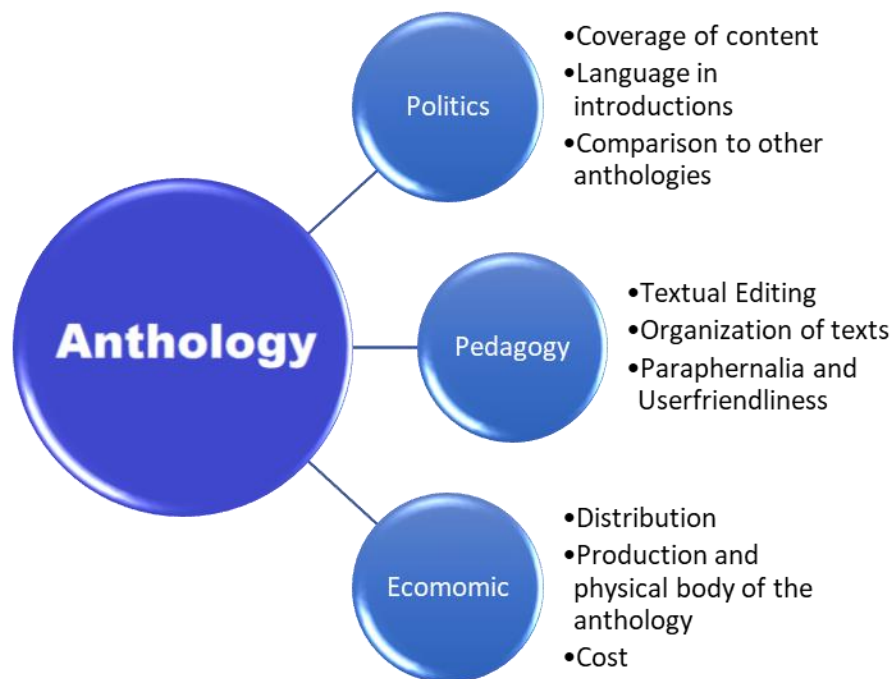 Anthology
Politics
•Coverage of content
•Language in
introductions
•Comparison to other
anthologies
Pedagogy
•Textual Editing
•Organization of texts
•Paraphernalia and
Userfriendliness
Ecomomic
•Distribution
•Production and
physical body of the
anthology
•Cost